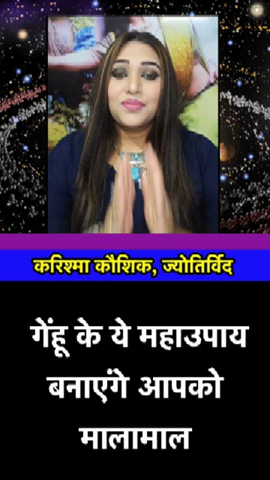 करिश्मा कौशिक, ज्योतिर्विद
गेंहू के ये महाउपाय
बनाएंगे आपको
मालामाल